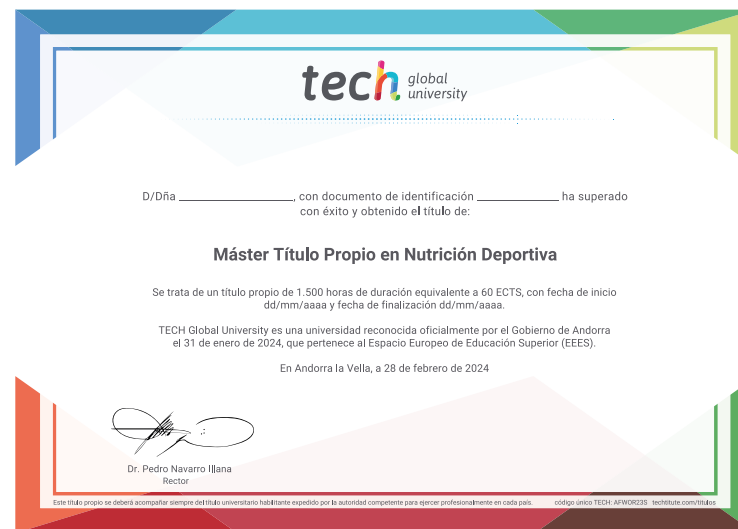 tech global university
D/Dña ____________________, con documento de identificación ______________ ha superado
con éxito y obtenido el título de:
Máster Título Propio en Nutrición Deportiva
Se trata de un título propio de 1.500 horas de duración equivalente a 60 ECTS, con fecha de inicio
dd/mm/aaaa y fecha de finalización dd/mm/aaaa.
TECH Global University es una universidad reconocida oficialmente por el Gobierno de Andorra
el 31 de enero de 2024, que pertenece al Espacio Europeo de Educación Superior (EEES).
En Andorra la Vella, a 28 de febrero de 2024
Dr. Pedro Navarro Illana
Rector
Este título propio se deberá acompañar siempre del título universitario habilitante expedido por la autoridad competente para ejercer profesionalmente en cada país. código único TECH: AFWOR23S techtitute.com/titulos